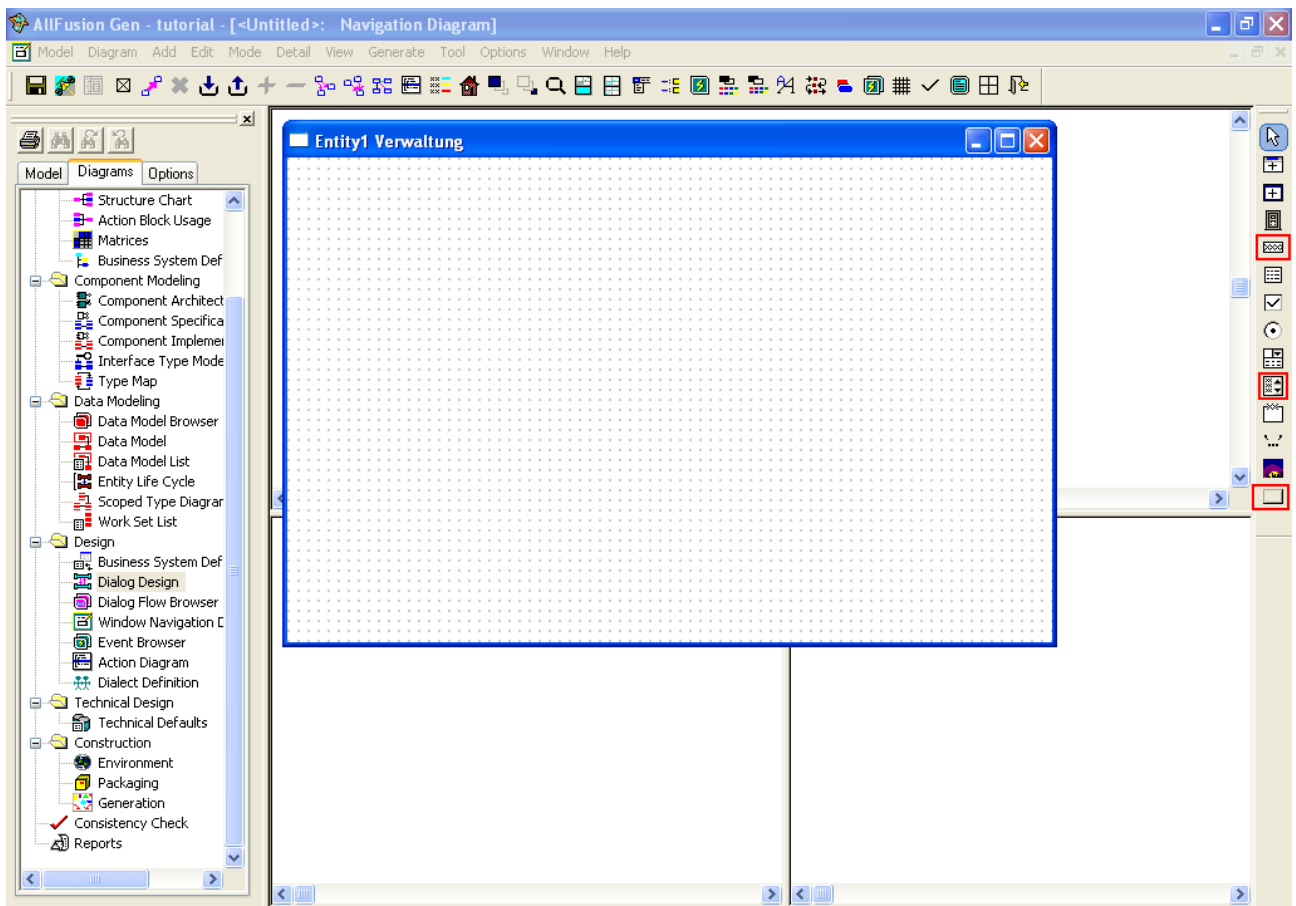 AllFusion Gen - tutorial - [<Untitled>: Navigation Diagram]
Model Diagram Add Edit Mode Detail View Generate Tool Options Window Help
Entity1 Verwaltung
Model Diagrams Options
Structure Chart
Action Block Usage
Matrices
Business System Def
Component Modeling
Component Architect
Component Specifica
Component Implemen
Interface Type Mode
Type Map
Data Modeling
Data Model Browser
Data Model
Data Model List
Entity Life Cycle
Scoped Type Diagrar
Work Set List
Design
Business System Def
Dialog Design
Dialog Flow Browser
Window Navigation D
Event Browser
Action Diagram
Dialect Definition
Technical Design
Technical Defaults
Construction
Environment
Packaging
Generation
Consistency Check
Reports